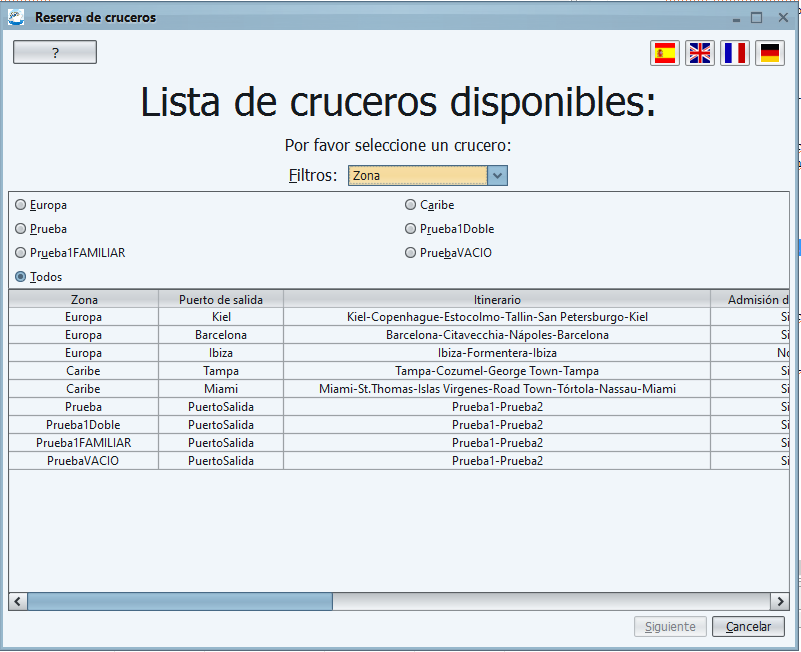 Reserva de cruceros
?
Lista de cruceros disponibles:
Por favor seleccione un crucero:
Filtros: Zona
Europa Caribe
Prueba Prueba1Doble
Prueba1FAMILIAR PruebaVACIO
Todos
Zona Puerto de salida Itinerario Admisión d
Europa Kiel Kiel-Copenhague-Estocolmo-Tallin-San Petersburgo-Kiel Si
Europa Barcelona Barcelona-Citavecchia-Nápoles-Barcelona Si
Europa Ibiza Ibiza-Formentera-Ibiza No
Caribe Tampa Tampa-Cozumel-George Town-Tampa Si
Caribe Miami Miami-St.Thomas-Islas Virgenes-Road Town-Tórtola-Nassau-Miami Si
Prueba PuertoSalida Prueba1-Prueba2 Si
Prueba1Doble PuertoSalida Prueba1-Prueba2 Si
Prueba1FAMILIAR PuertoSalida Prueba1-Prueba2 Si
PruebaVACIO PuertoSalida Prueba1-Prueba2 Si
Siguiente Cancelar